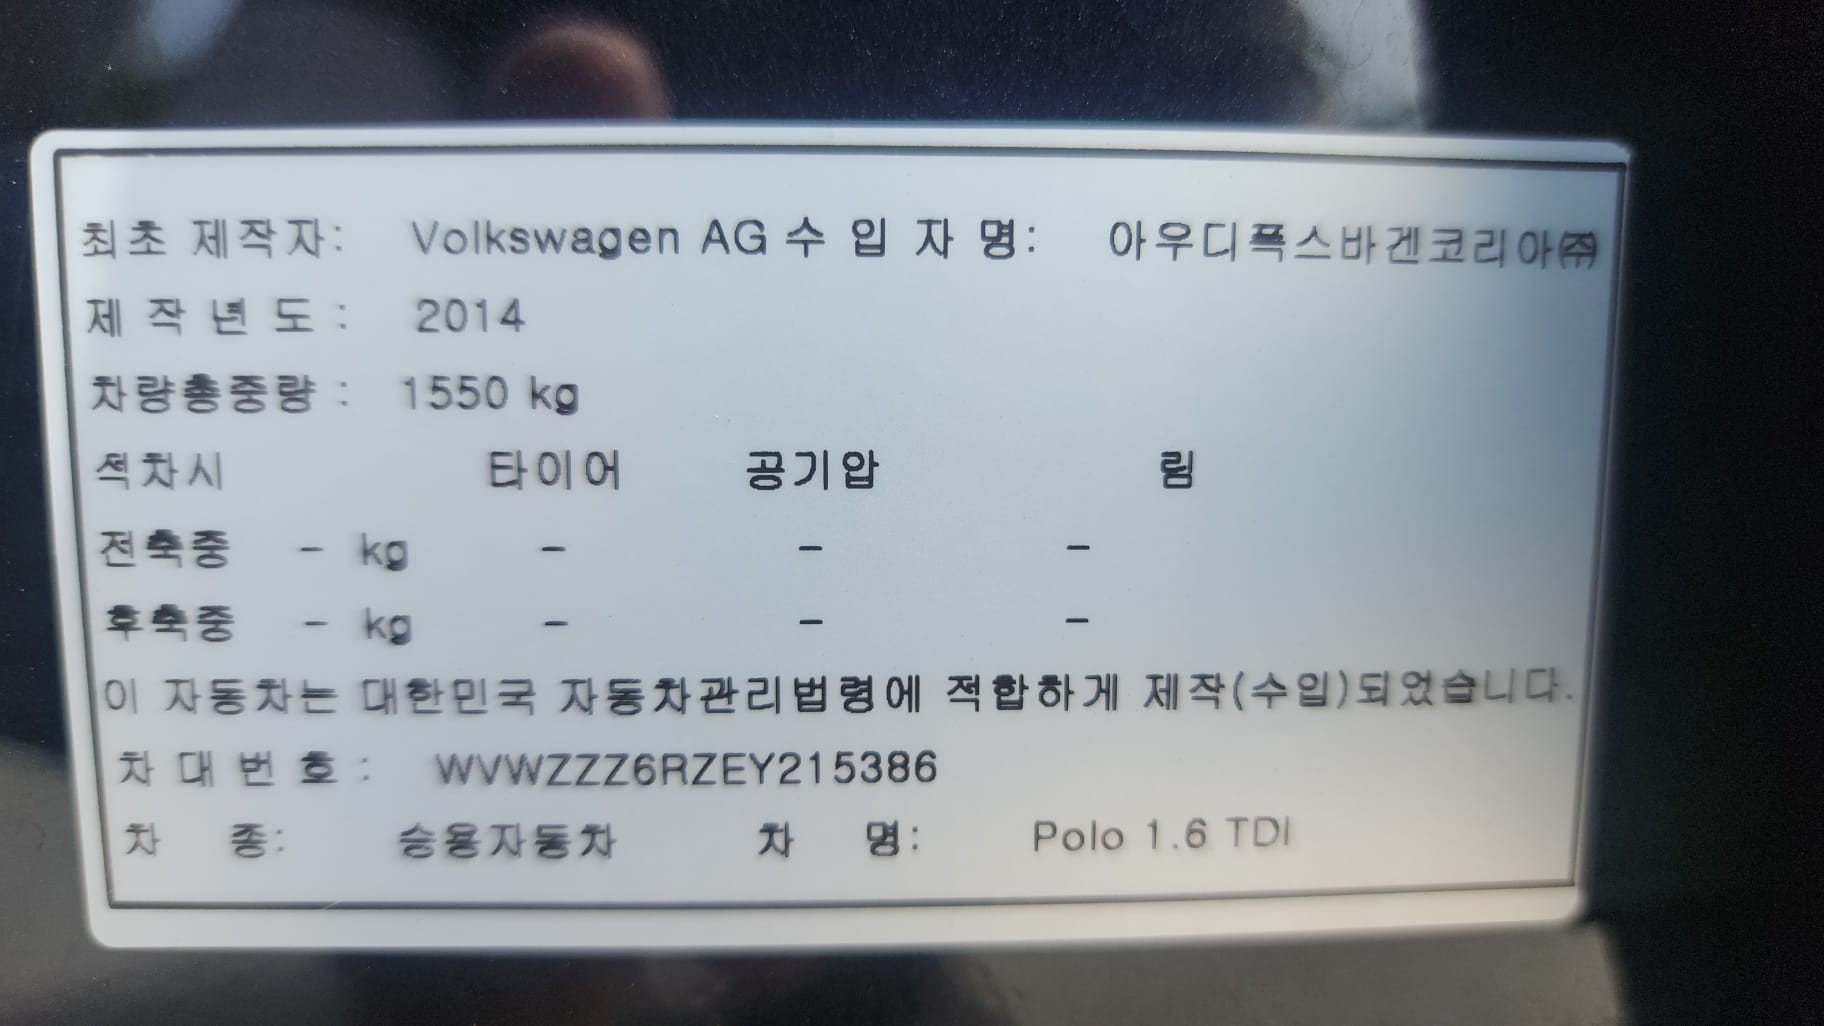 최초 제작자: Volkswagen AG 수 입 자 명: 아우디폭스바겐코리아㈜
제 작 년 도 : 2014
차량총중량 : 1550 kg
적차시 타이어 공기압 림
전축중 - kg - - -
후축중 - kg - - -
이 자동차는 대한민국 자동차관리법령에 적합하게 제작(수입)되었습니다.
차 대 번 호 : WVWZZZ6RZEY215386
차 종: 승용자동차 차 명: Polo 1.6 TDI